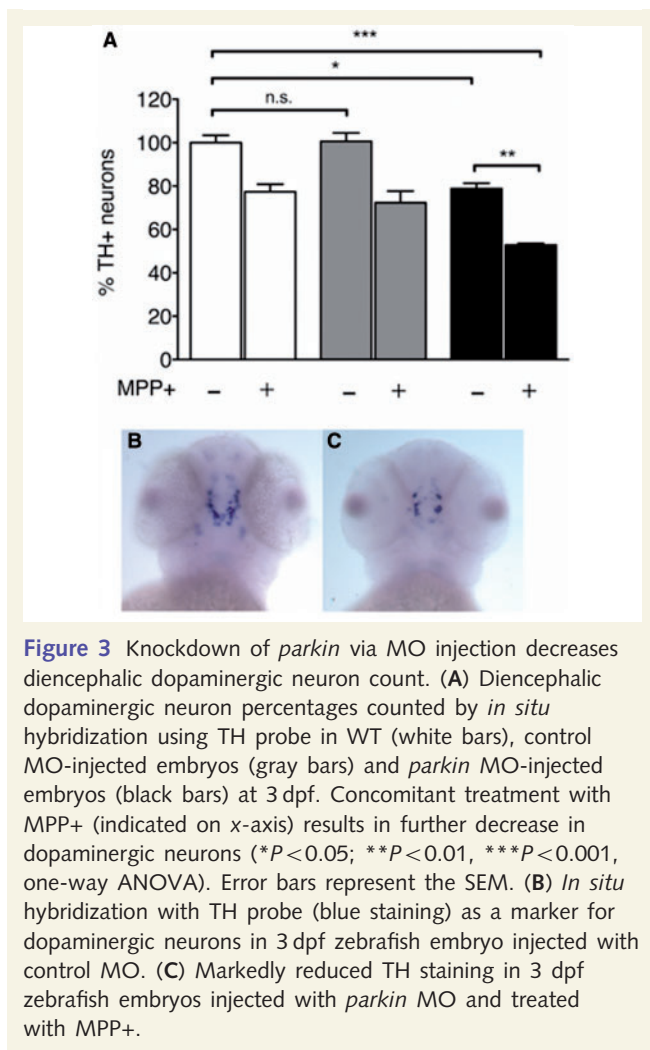 A
***
*
n.s.
**
120
100
80
60
40
20
0
% TH+ neurons
MPP+ – + – + – +
B C
Figure 3 Knockdown of parkin via MO injection decreases
diencephalic dopaminergic neuron count. (A) Diencephalic
dopaminergic neuron percentages counted by in situ
hybridization using TH probe in WT (white bars), control
MO-injected embryos (gray bars) and parkin MO-injected
embryos (black bars) at 3 dpf. Concomitant treatment with
MPP+ (indicated on x-axis) results in further decrease in
dopaminergic neurons (*P<0.05; **P<0.01, ***P<0.001,
one-way ANOVA). Error bars represent the SEM. (B) In situ
hybridization with TH probe (blue staining) as a marker for
dopaminergic neurons in 3 dpf zebrafish embryo injected with
control MO. (C) Markedly reduced TH staining in 3 dpf
zebrafish embryos injected with parkin MO and treated
with MPP+.